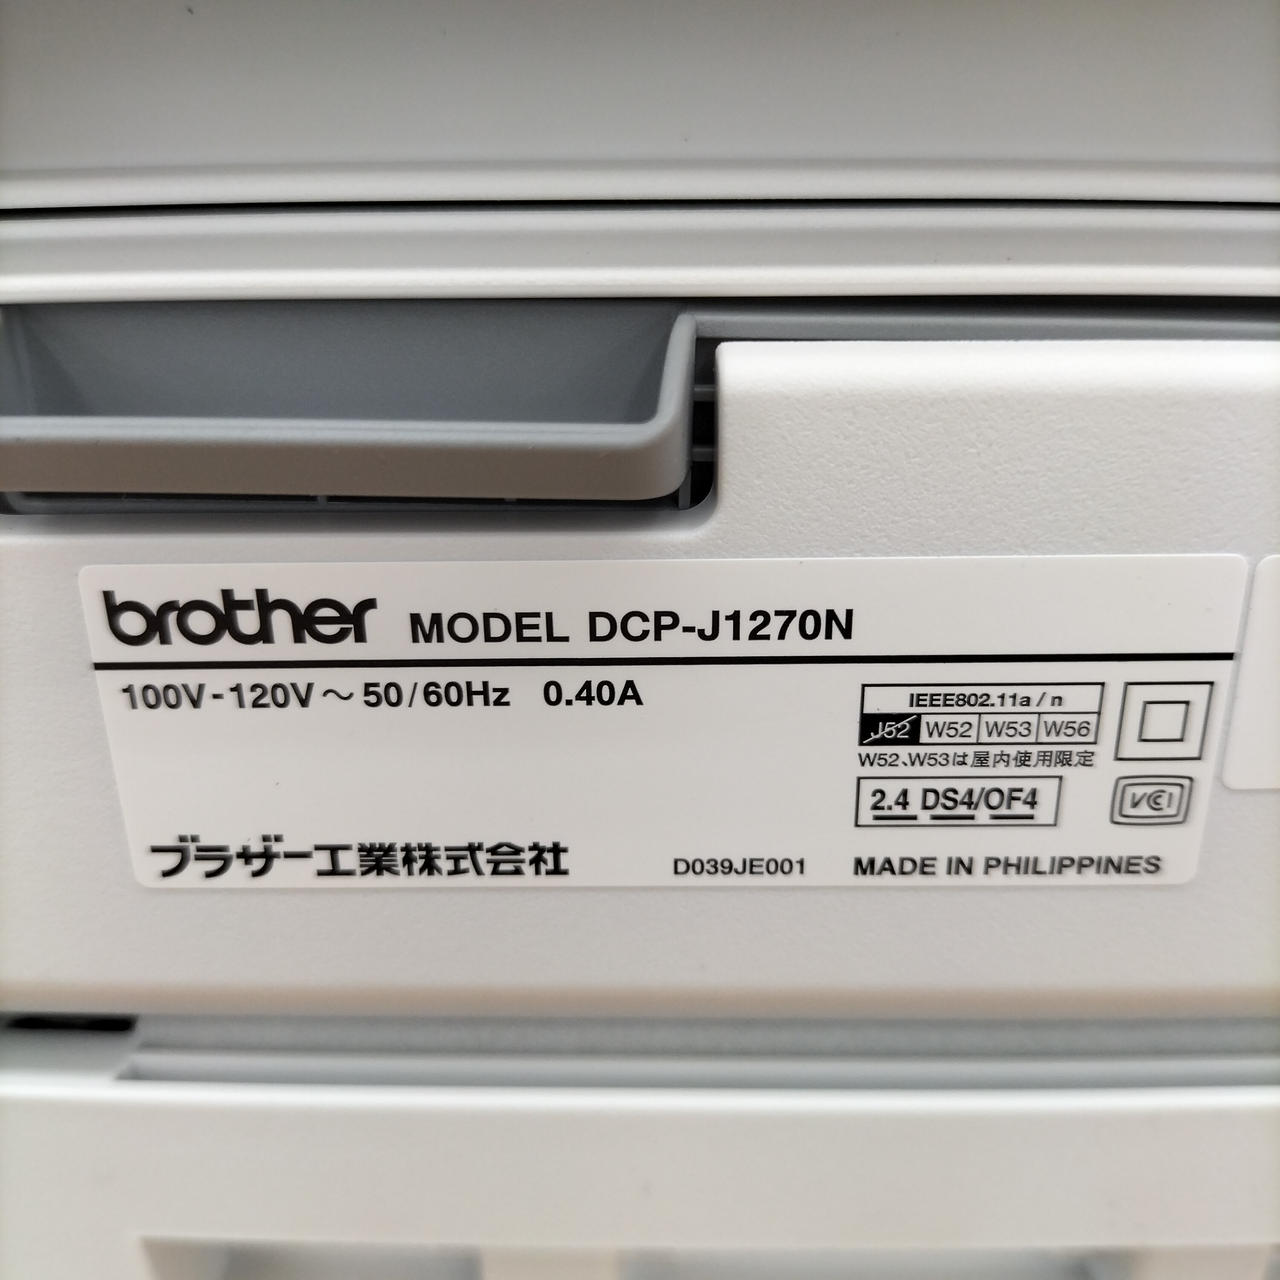 brother MODEL DCP-J1270N
100V-120V～50/60Hz 0.40A
IEEE802.11a/n
J52 W52 W53 W56
W52、W53は屋内使用限定
2.4 DS4/OF4
VCCI
ブラザー工業株式会社 D039JE001 MADE IN PHILIPPINES